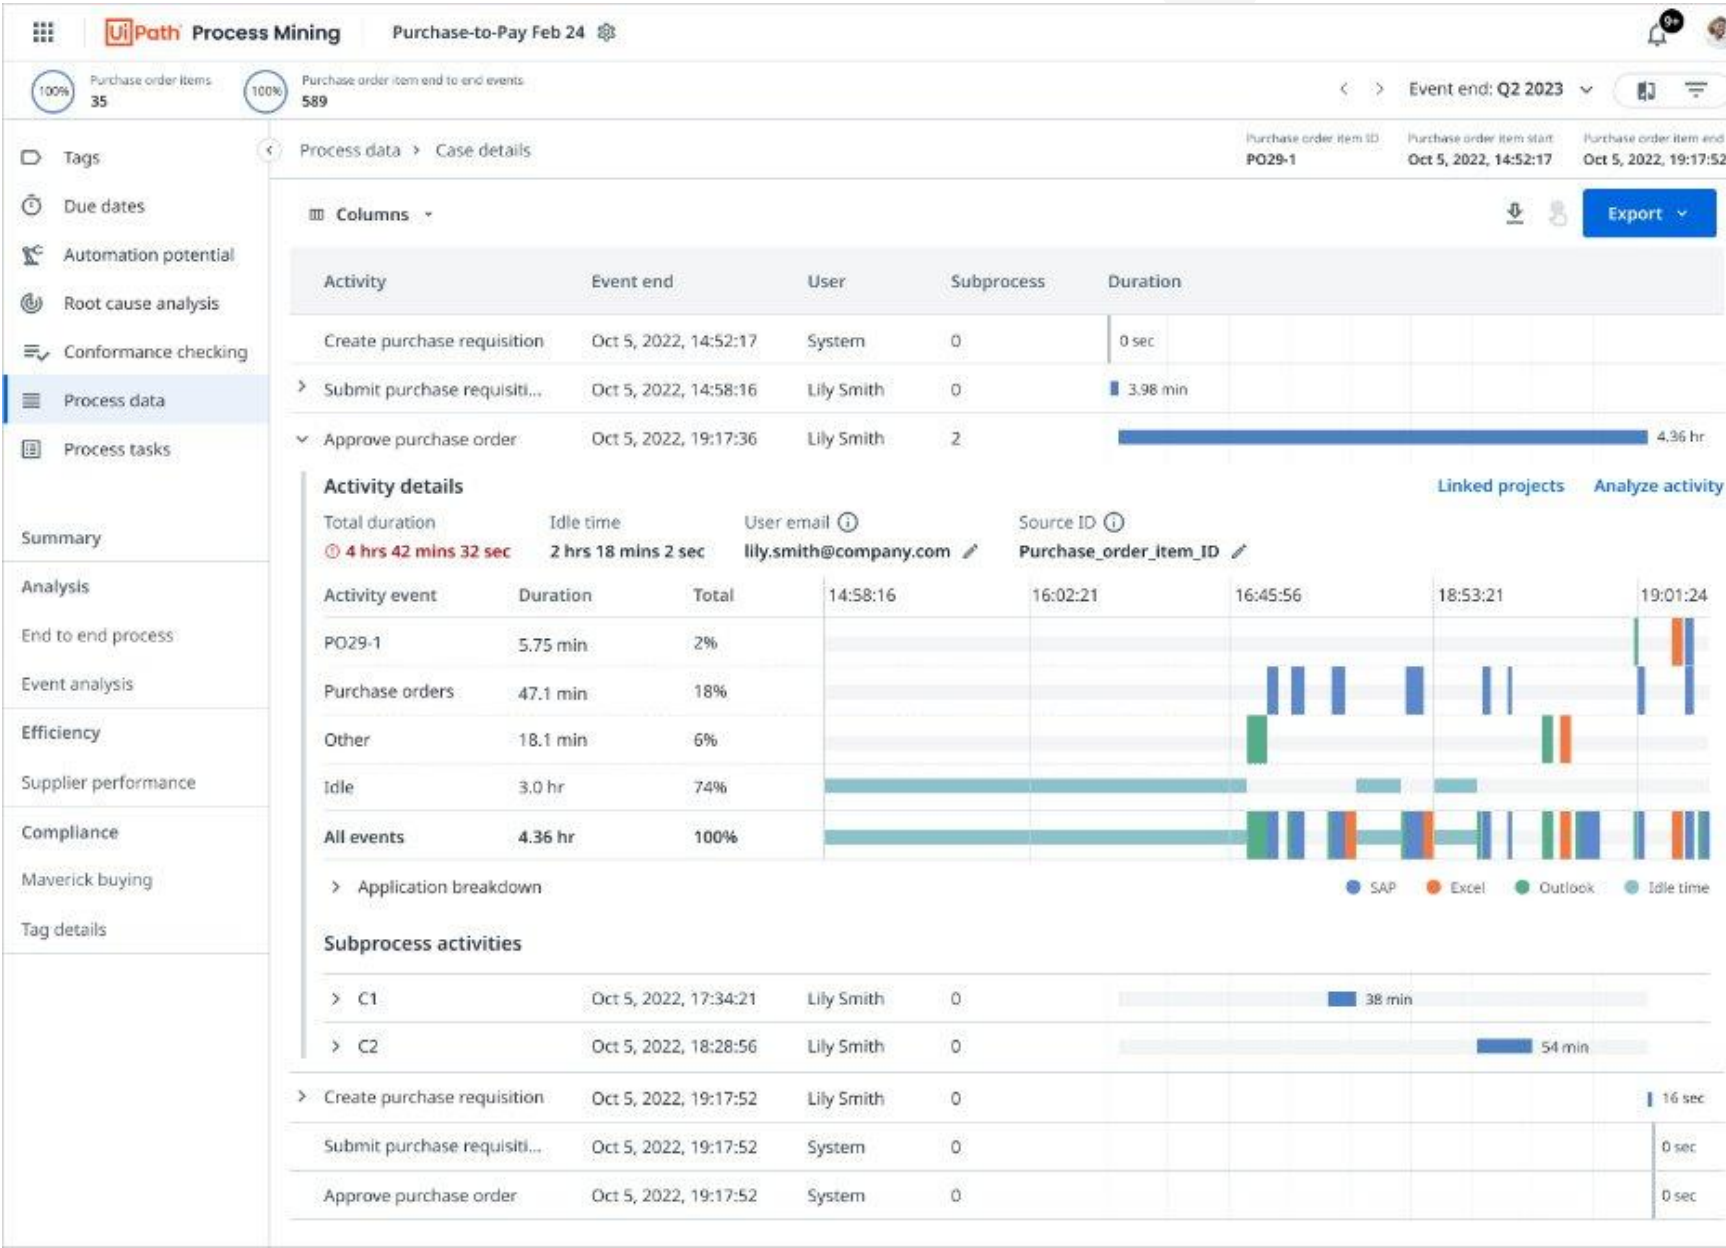 UiPath Process Mining Purchase-to-Pay Feb 24 9+
100% Purchase order items 35 100% Purchase order item end to end events 589 Event end: Q2 2023
Process data > Case details Purchase order item ID PO29-1 Purchase order item start Oct 5, 2022, 14:52:17 Purchase order item end Oct 5, 2022, 19:17:52
Tags
Due dates
Automation potential
Root cause analysis
Conformance checking
Process data
Process tasks
Summary
Analysis
End to end process
Event analysis
Efficiency
Supplier performance
Compliance
Maverick buying
Tag details
Columns Export
Activity Event end User Subprocess Duration
Create purchase requisition Oct 5, 2022, 14:52:17 System 0 0 sec
Submit purchase requisiti... Oct 5, 2022, 14:58:16 Lily Smith 0 3.98 min
Approve purchase order Oct 5, 2022, 19:17:36 Lily Smith 2 4.36 hr
Activity details Linked projects Analyze activity
Total duration Idle time User email Source ID
4 hrs 42 mins 32 sec 2 hrs 18 mins 2 sec lily.smith@company.com Purchase_order_item_ID
Activity event Duration Total 14:58:16 16:02:21 16:45:56 18:53:21 19:01:24
PO29-1 5.75 min 2%
Purchase orders 47.1 min 18%
Other 18.1 min 6%
Idle 3.0 hr 74%
All events 4.36 hr 100%
Application breakdown SAP Excel Outlook Idle time
Subprocess activities
C1 Oct 5, 2022, 17:34:21 Lily Smith 0 38 min
C2 Oct 5, 2022, 18:28:56 Lily Smith 0 54 min
Create purchase requisition Oct 5, 2022, 19:17:52 Lily Smith 0 16 sec
Submit purchase requisiti... Oct 5, 2022, 19:17:52 System 0 0 sec
Approve purchase order Oct 5, 2022, 19:17:52 System 0 0 sec